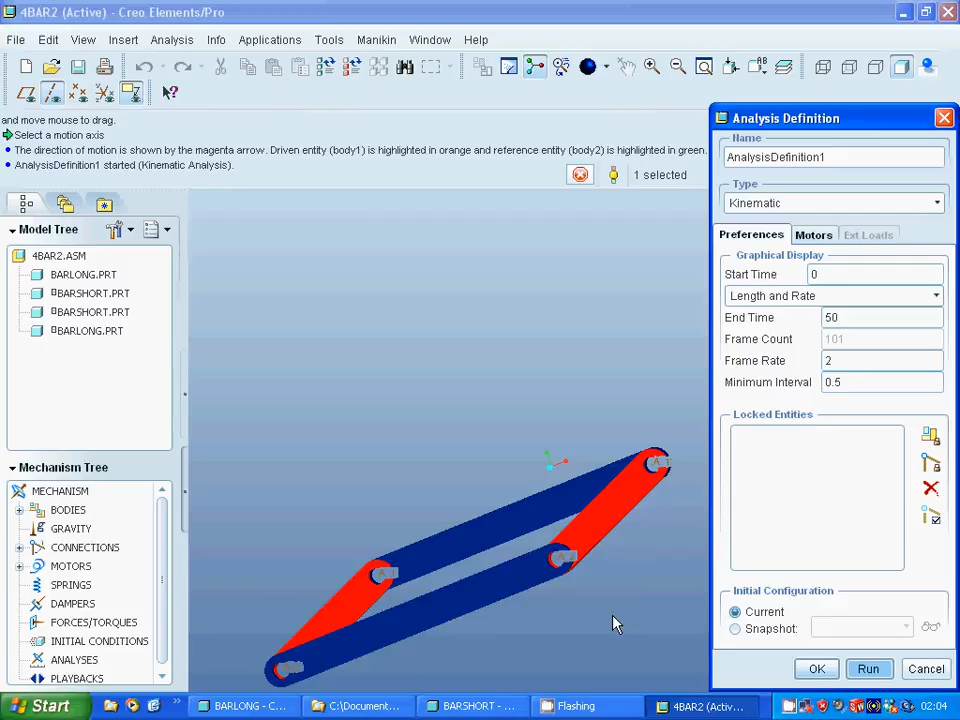 4BAR2 (Active) - Creo Elements/Pro
File Edit View Insert Analysis Info Applications Tools Manikin Window Help
and move mouse to drag.
Select a motion axis
The direction of motion is shown by the magenta arrow. Driven entity (body1) is highlighted in orange and reference entity (body2) is highlighted in green.
AnalysisDefinition1 started (Kinematic Analysis).
1 selected
Model Tree
4BAR2.ASM
BARLONG.PRT
BARSHORT.PRT
BARSHORT.PRT
BARLONG.PRT
Mechanism Tree
MECHANISM
BODIES
GRAVITY
CONNECTIONS
MOTORS
SPRINGS
DAMPERS
FORCES/TORQUES
INITIAL CONDITIONS
ANALYSES
PLAYBACKS
Analysis Definition
Name
AnalysisDefinition1
Type
Kinematic
Preferences Motors Ext Loads
Graphical Display
Start Time 0
Length and Rate
End Time 50
Frame Count 101
Frame Rate 2
Minimum Interval 0.5
Locked Entities
Initial Configuration
Current
Snapshot:
OK Run Cancel
Start BARLONG - C... C:\Document... BARSHORT - ... Flashing 4BAR2 (Activ... 02:04